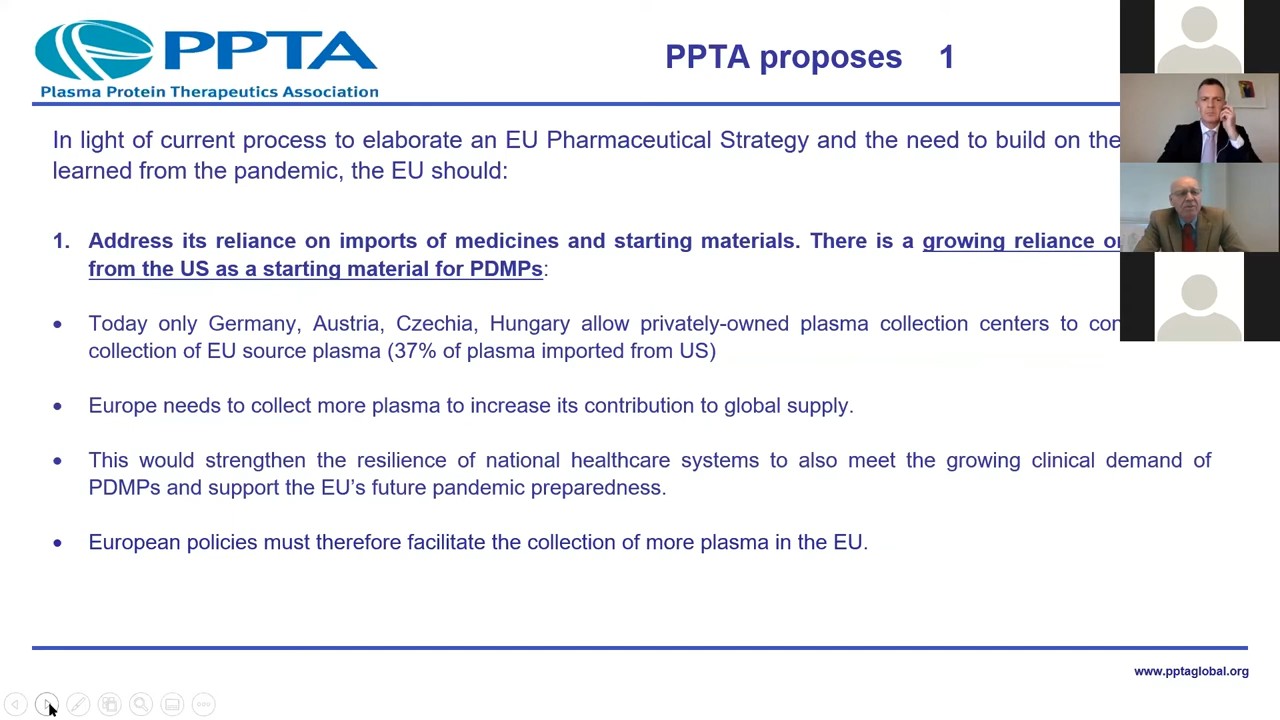 PPTA
Plasma Protein Therapeutics Association
PPTA proposes 1
In light of current process to elaborate an EU Pharmaceutical Strategy and the need to build on the
learned from the pandemic, the EU should:
1. Address its reliance on imports of medicines and starting materials. There is a growing reliance
from the US as a starting material for PDMPs:
• Today only Germany, Austria, Czechia, Hungary allow privately-owned plasma collection centers to
collection of EU source plasma (37% of plasma imported from US)
• Europe needs to collect more plasma to increase its contribution to global supply.
• This would strengthen the resilience of national healthcare systems to also meet the growing clinical demand of
PDMPs and support the EU’s future pandemic preparedness.
• European policies must therefore facilitate the collection of more plasma in the EU.
www.pptaglobal.org